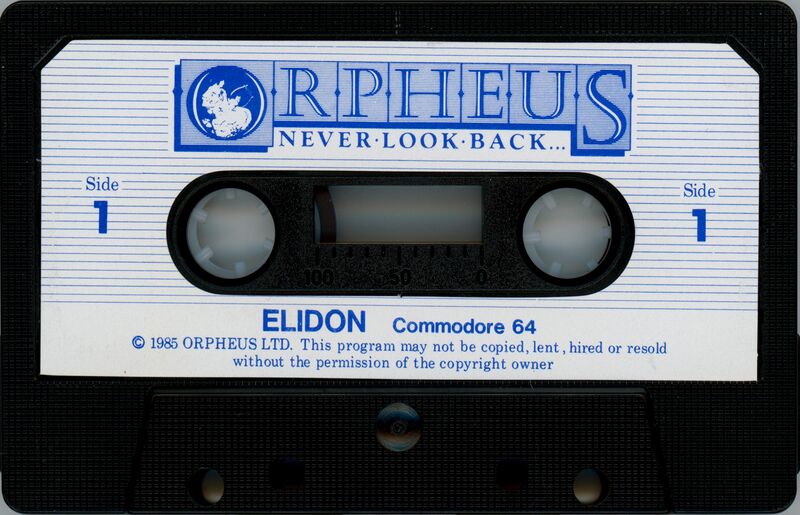 ORPHEUS
NEVER·LOOK·BACK...
Side 1
Side 1
100 50 0
ELIDON Commodore 64
© 1985 ORPHEUS LTD. This program may not be copied, lent, hired or resold
without the permission of the copyright owner